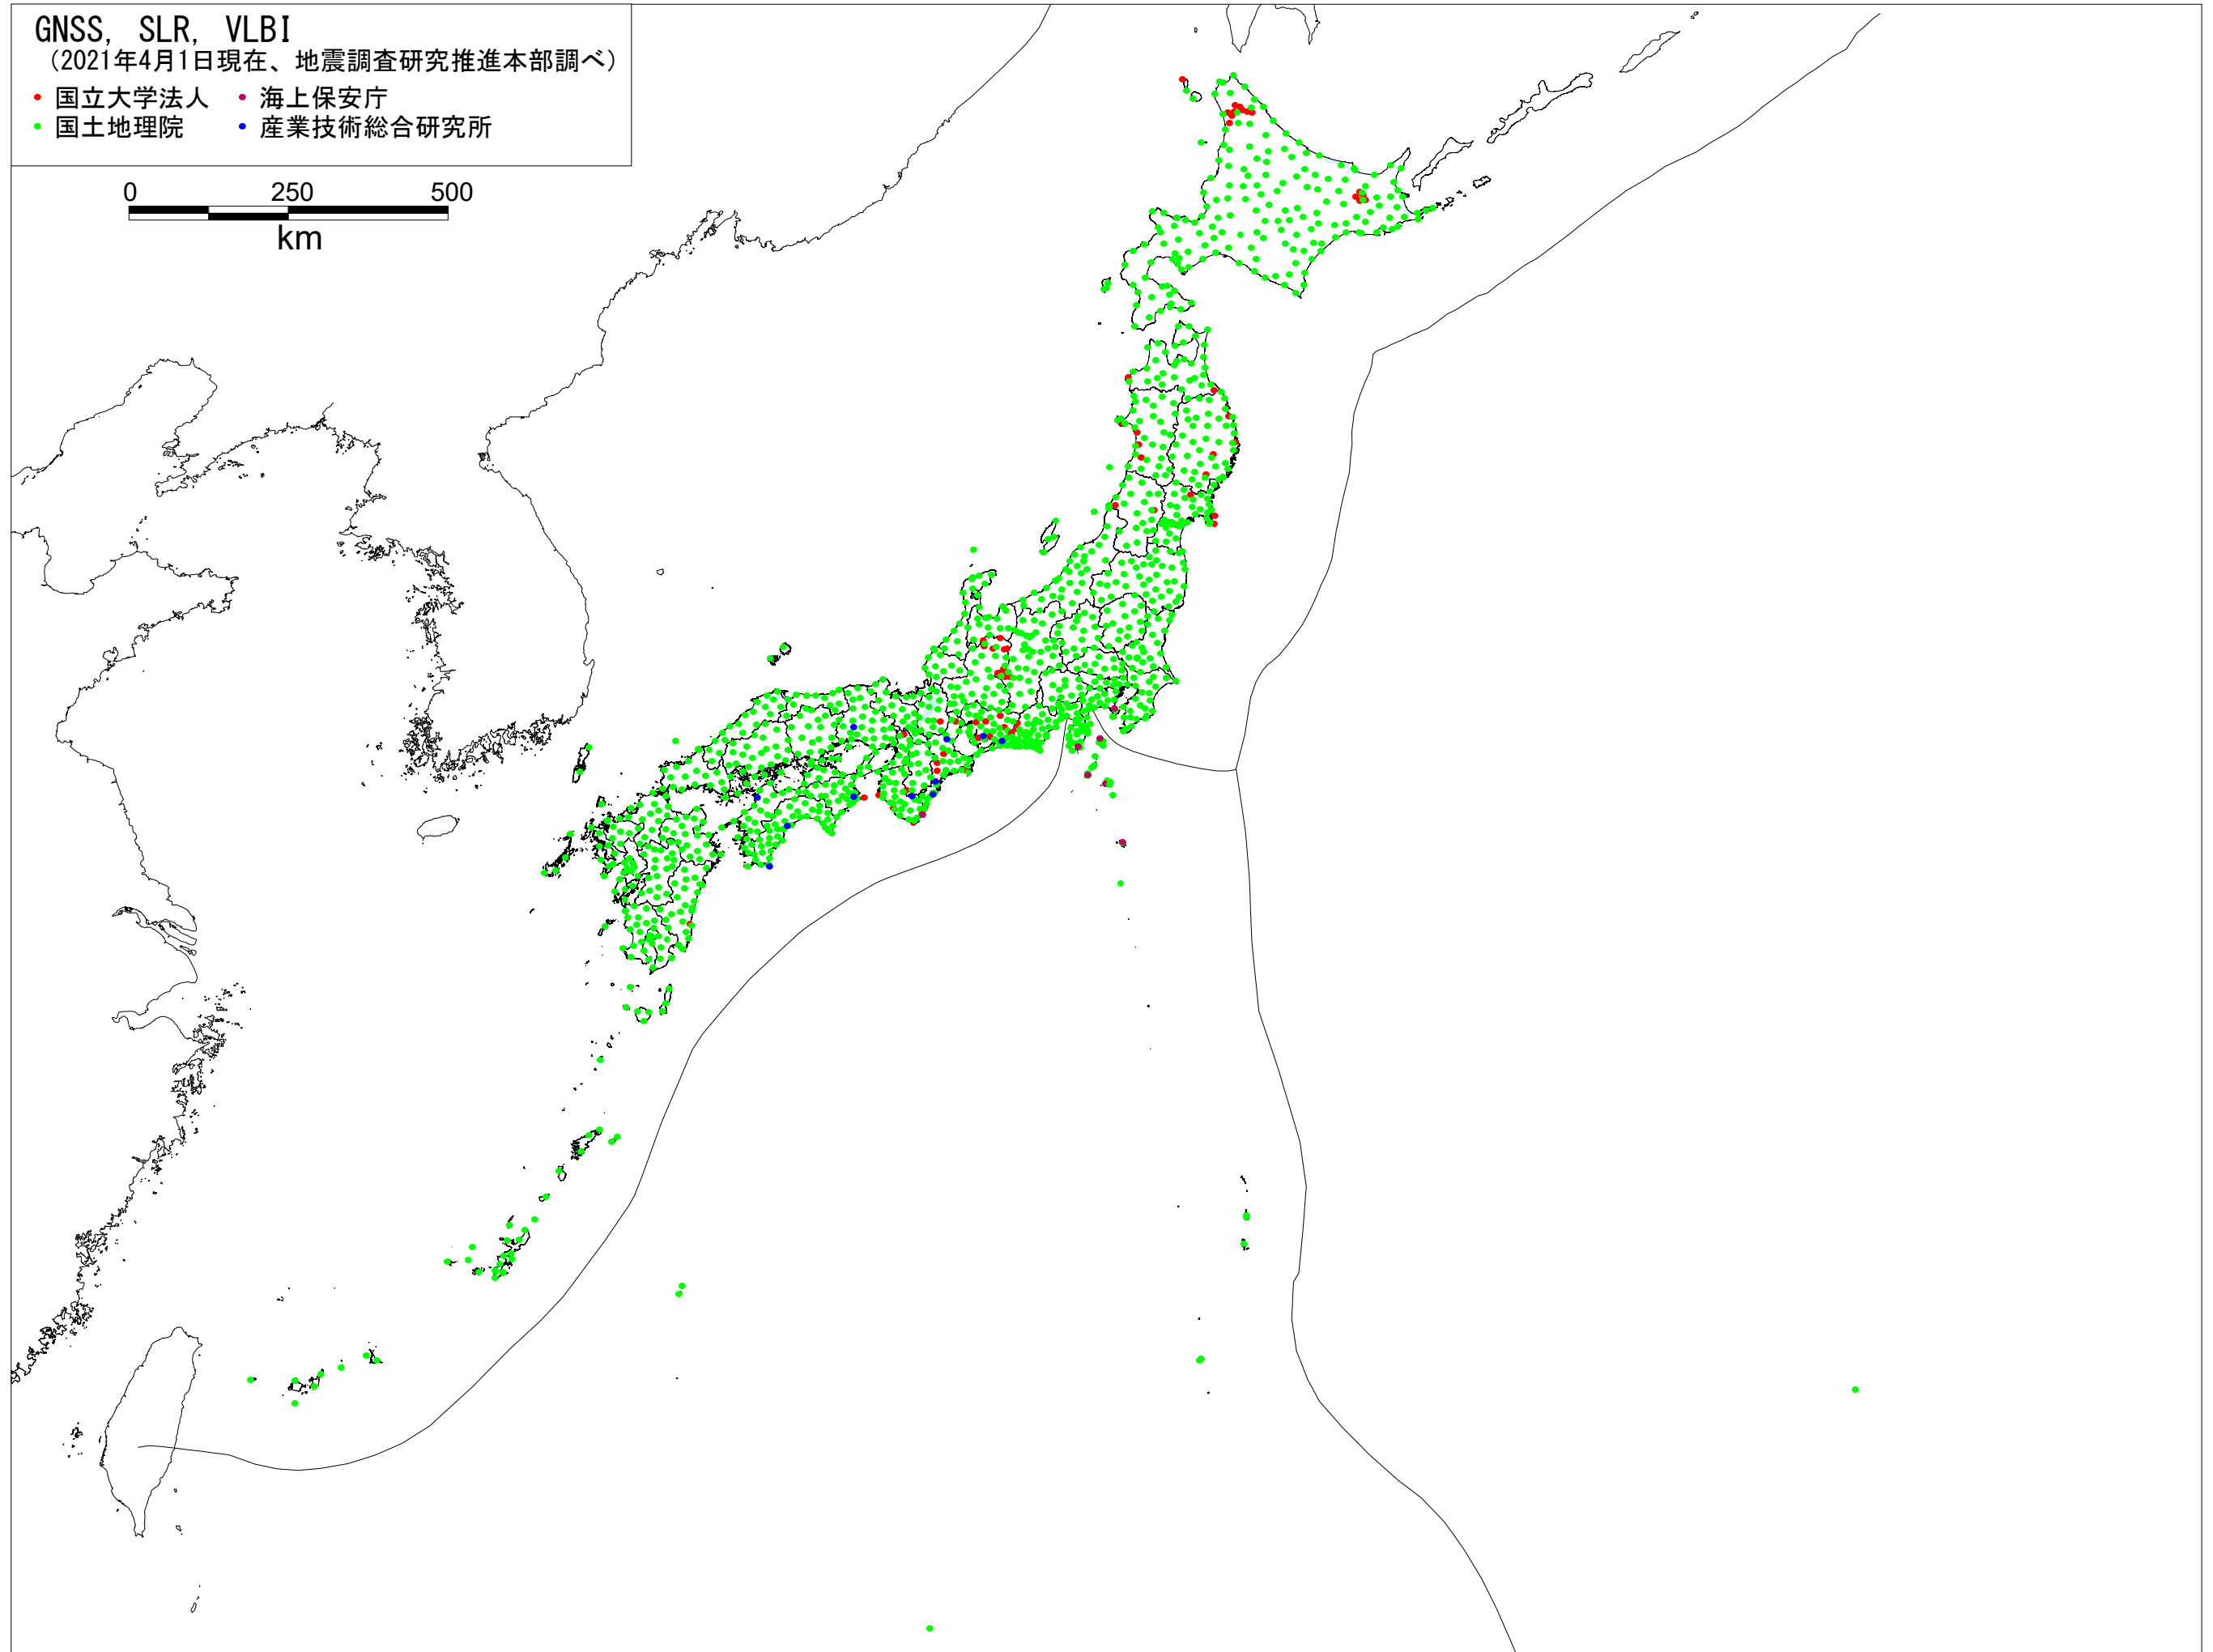 GNSS, SLR, VLBI
（2021年4月1日現在、地震調査研究推進本部調べ）
国立大学法人 海上保安庁
国土地理院 産業技術総合研究所
0 250 500
km